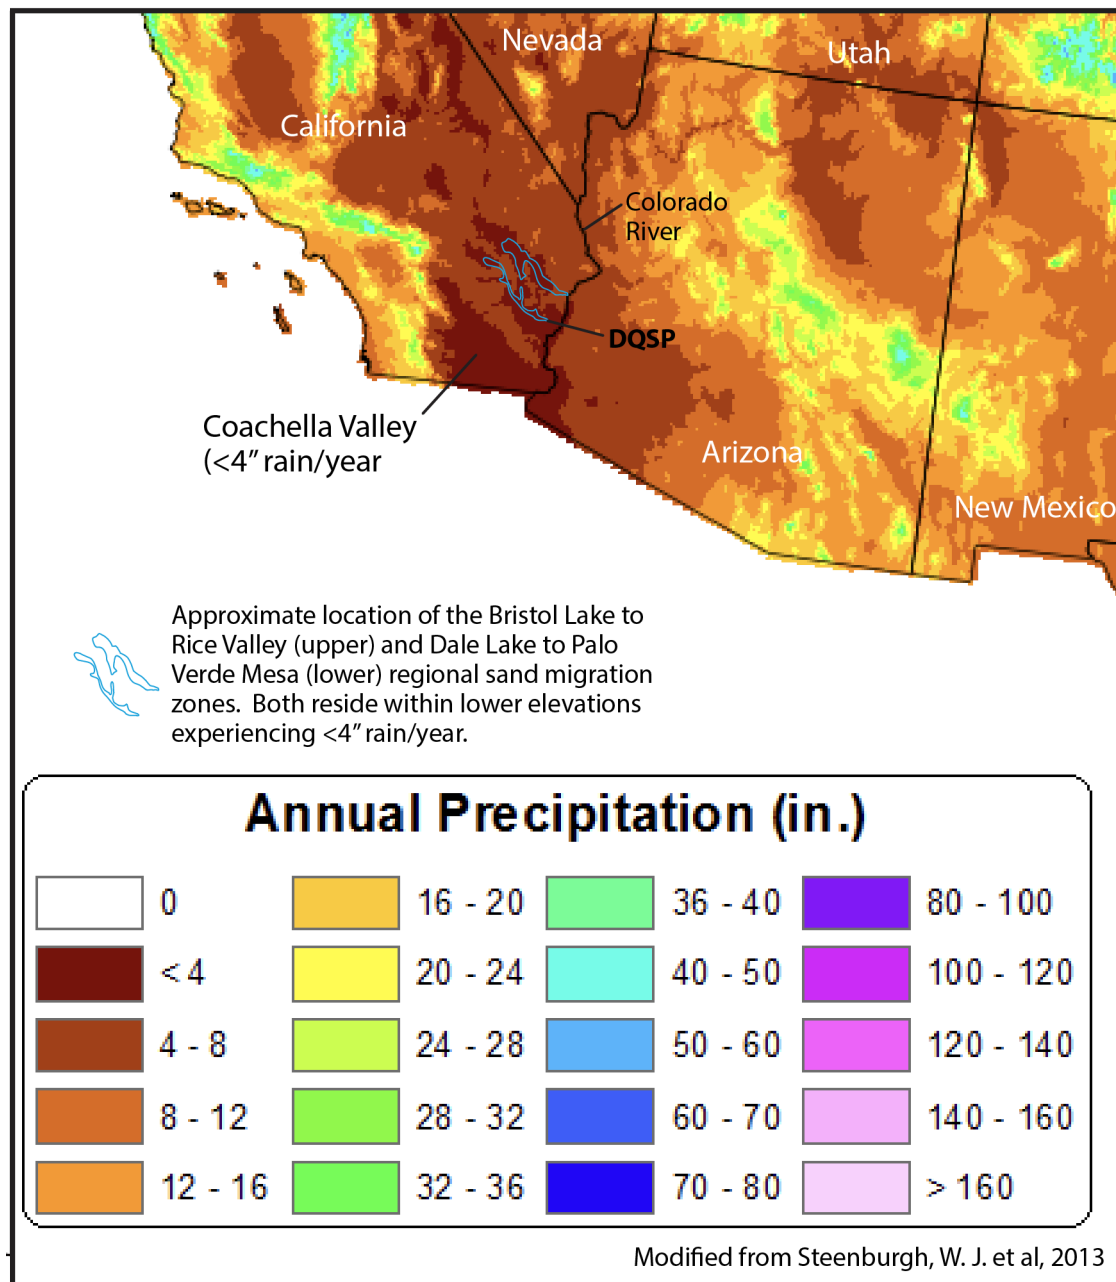 Nevada
Utah
California
Colorado
River
DQSP
Coachella Valley
(<4” rain/year
Arizona
New Mexico
Approximate location of the Bristol Lake to
Rice Valley (upper) and Dale Lake to Palo
Verde Mesa (lower) regional sand migration
zones.  Both reside within lower elevations
experiencing <4” rain/year.
Annual Precipitation (in.)
0
< 4
4 - 8
8 - 12
12 - 16
16 - 20
20 - 24
24 - 28
28 - 32
32 - 36
36 - 40
40 - 50
50 - 60
60 - 70
70 - 80
80 - 100
100 - 120
120 - 140
140 - 160
> 160
Modified from Steenburgh, W. J. et al, 2013